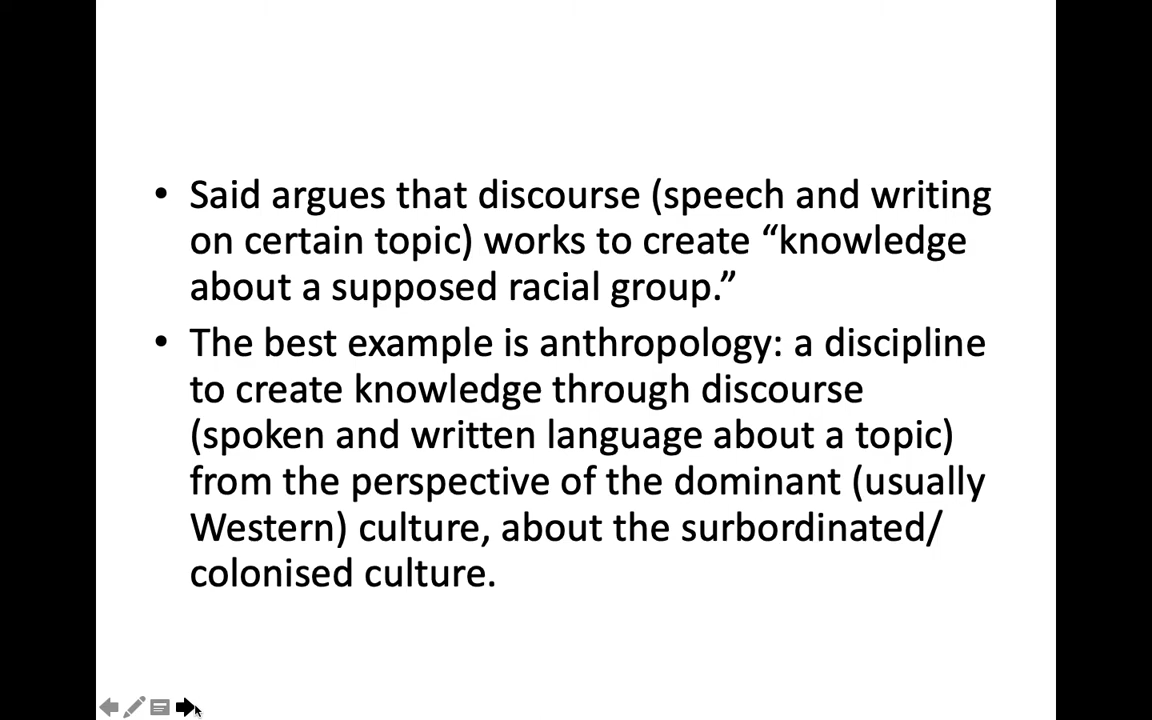 • Said argues that discourse (speech and writing
on certain topic) works to create “knowledge
about a supposed racial group.”
• The best example is anthropology: a discipline
to create knowledge through discourse
(spoken and written language about a topic)
from the perspective of the dominant (usually
Western) culture, about the surbordinated/
colonised culture.